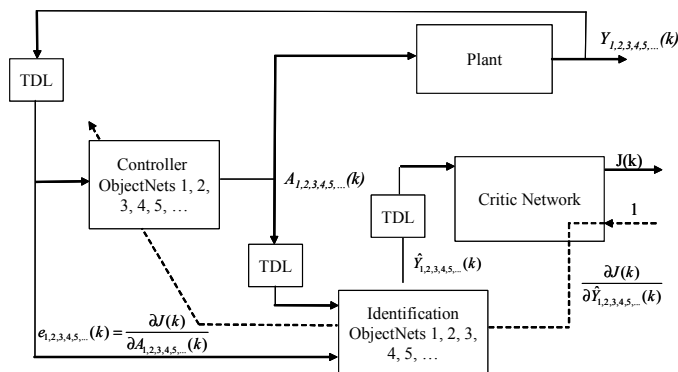 Y1,2,3,4,5,...(k)
Plant
TDL
Controller
ObjectNets 1, 2,
3, 4, 5, …
A1,2,3,4,5,...(k)
TDL
Critic Network
J(k)
1
TDL
Ŷ1,2,3,4,5,...(k)
∂J(k)
∂Ŷ1,2,3,4,5,...(k)
Identification
ObjectNets 1, 2, 3,
4, 5, …
e1,2,3,4,5,...(k) = ∂J(k)
∂A1,2,3,4,5,...(k)